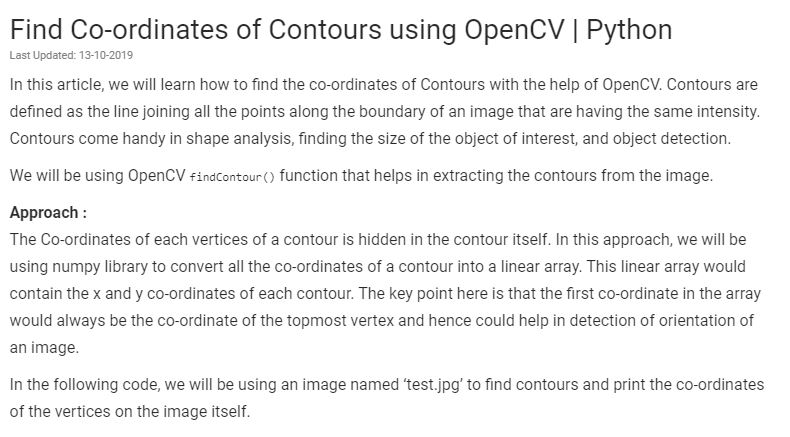 Find Co-ordinates of Contours using OpenCV | Python
Last Updated: 13-10-2019
In this article, we will learn how to find the co-ordinates of Contours with the help of OpenCV. Contours are
defined as the line joining all the points along the boundary of an image that are having the same intensity.
Contours come handy in shape analysis, finding the size of the object of interest, and object detection.
We will be using OpenCV findContour() function that helps in extracting the contours from the image.
Approach :
The Co-ordinates of each vertices of a contour is hidden in the contour itself. In this approach, we will be
using numpy library to convert all the co-ordinates of a contour into a linear array. This linear array would
contain the x and y co-ordinates of each contour. The key point here is that the first co-ordinate in the array
would always be the co-ordinate of the topmost vertex and hence could help in detection of orientation of
an image.
In the following code, we will be using an image named ‘test.jpg’ to find contours and print the co-ordinates
of the vertices on the image itself.